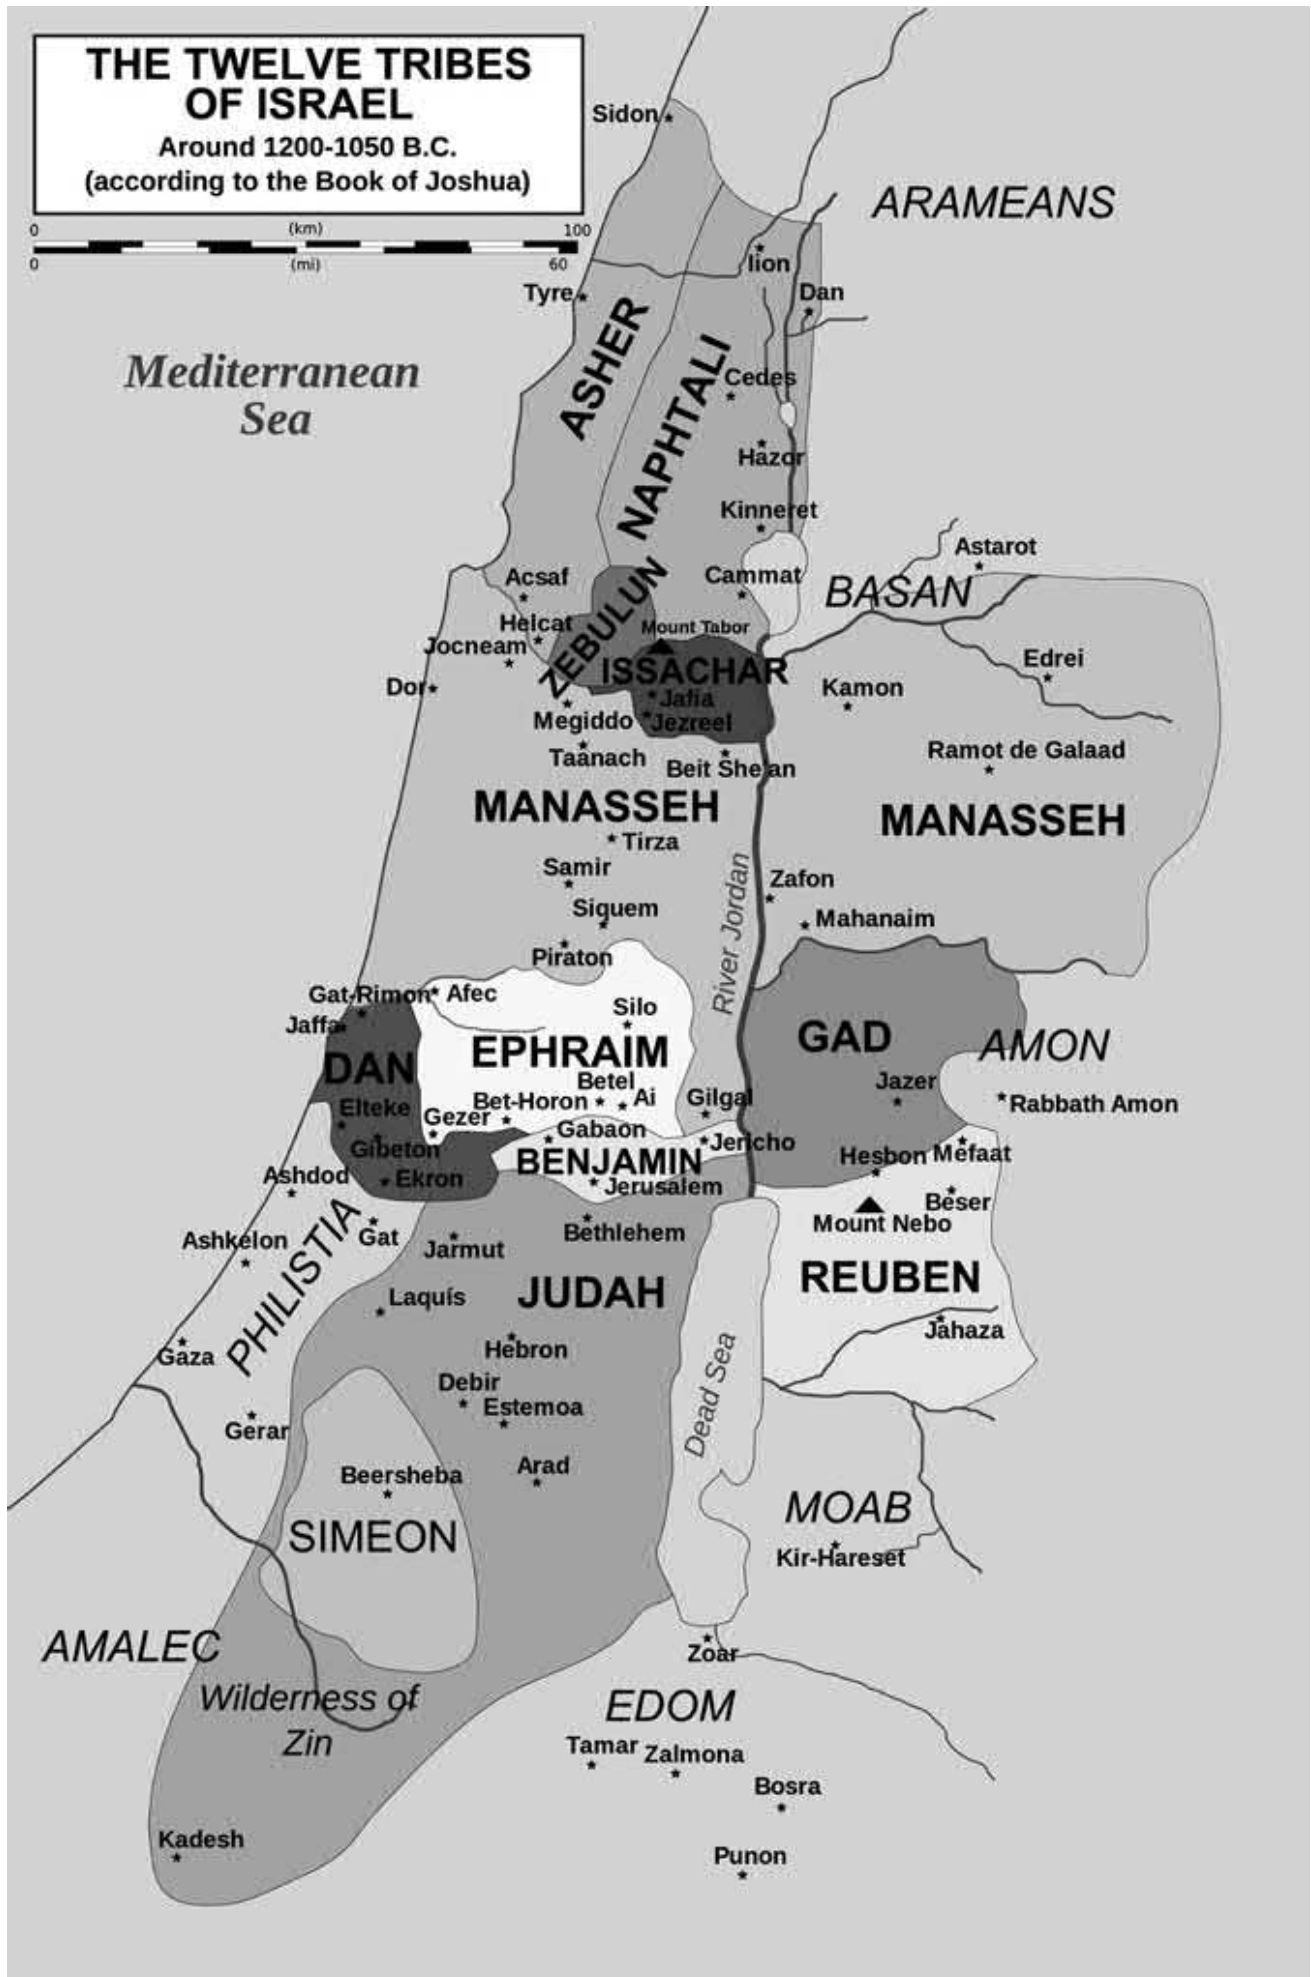 THE TWELVE TRIBES
OF ISRAEL
Around 1200-1050 B.C.
(according to the Book of Joshua)
0 (km) 100
0 (mi) 60
Sidon
ARAMEANS
Iion
Tyre
Dan
ASHER
NAPHTALI
Mediterranean
Sea
Cedes
Hazor
Kinneret
Astarot
Acsaf
Cammat
BASAN
Helcat
ZEBULUN
Mount Tabor
Jocneam
ISSACHAR
Edrei
Dor
Jafia
Kamon
Megiddo
Jezreel
Taanach
Beit She'an
Ramot de Galaad
MANASSEH
MANASSEH
Tirza
Samir
Zafon
Siquem
Mahanaim
River Jordan
Piraton
Gat-Rimon
Afec
Silo
Jaffa
GAD
AMON
DAN
EPHRAIM
Betel
Jazer
Elteke
Bet-Horon
Ai
Gilgal
Rabbath Amon
Gezer
Gabaon
Jericho
Gibeton
Hesbon
Mefaat
BENJAMIN
Ashdod
Ekron
Jerusalem
Beser
Mount Nebo
Gat
Bethlehem
Ashkelon
Jarmut
PHILISTIA
REUBEN
JUDAH
Laquís
Jahaza
Hebron
Gaza
Dead Sea
Debir
Estemoa
Gerar
Arad
Beersheba
MOAB
SIMEON
Kir-Hareset
AMALEC
Zoar
Wilderness of
Zin
EDOM
Tamar
Zalmona
Bosra
Kadesh
Punon